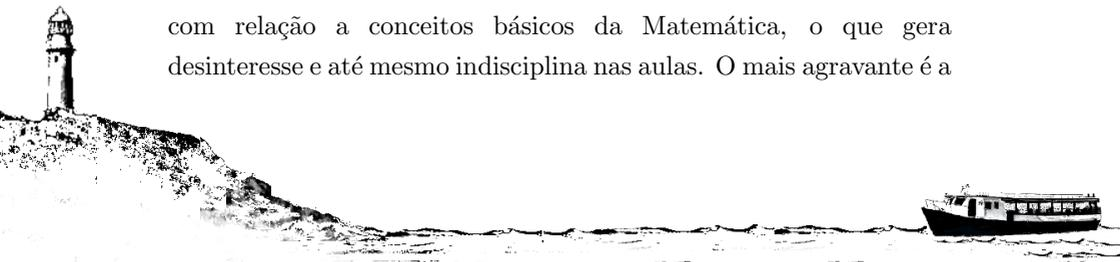 com relação a conceitos básicos da Matemática, o que gera
desinteresse e até mesmo indisciplina nas aulas. O mais agravante é a